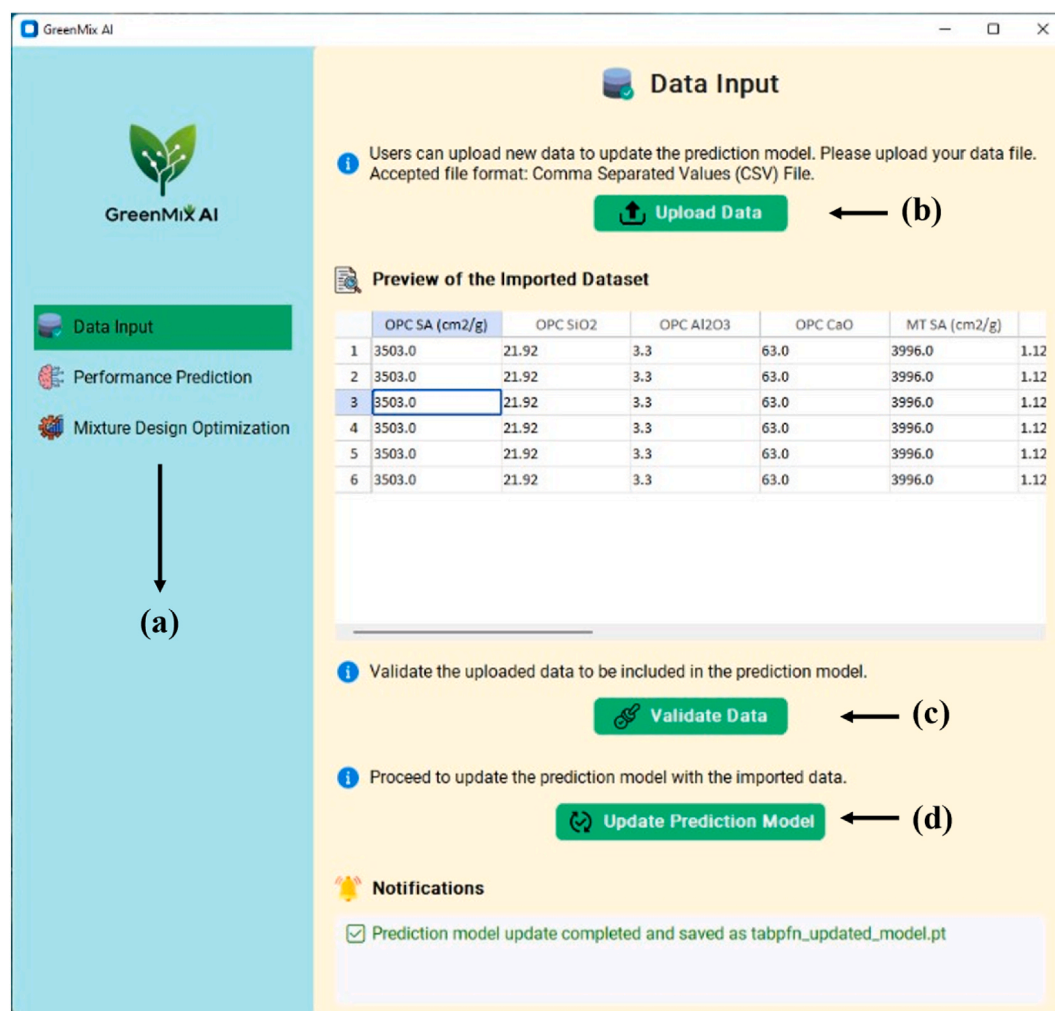 GreenMix AI
GreenMix AI
Data Input
Performance Prediction
Mixture Design Optimization
(a)
Data Input
Users can upload new data to update the prediction model. Please upload your data file.
Accepted file format: Comma Separated Values (CSV) File.
Upload Data
(b)
Preview of the Imported Dataset
OPC SA (cm2/g) OPC SiO2 OPC Al2O3 OPC CaO MT SA (cm2/g)
1 3503.0 21.92 3.3 63.0 3996.0 1.12
2 3503.0 21.92 3.3 63.0 3996.0 1.12
3 3503.0 21.92 3.3 63.0 3996.0 1.12
4 3503.0 21.92 3.3 63.0 3996.0 1.12
5 3503.0 21.92 3.3 63.0 3996.0 1.12
6 3503.0 21.92 3.3 63.0 3996.0 1.12
Validate the uploaded data to be included in the prediction model.
Validate Data
(c)
Proceed to update the prediction model with the imported data.
Update Prediction Model
(d)
Notifications
Prediction model update completed and saved as tabpfn_updated_model.pt